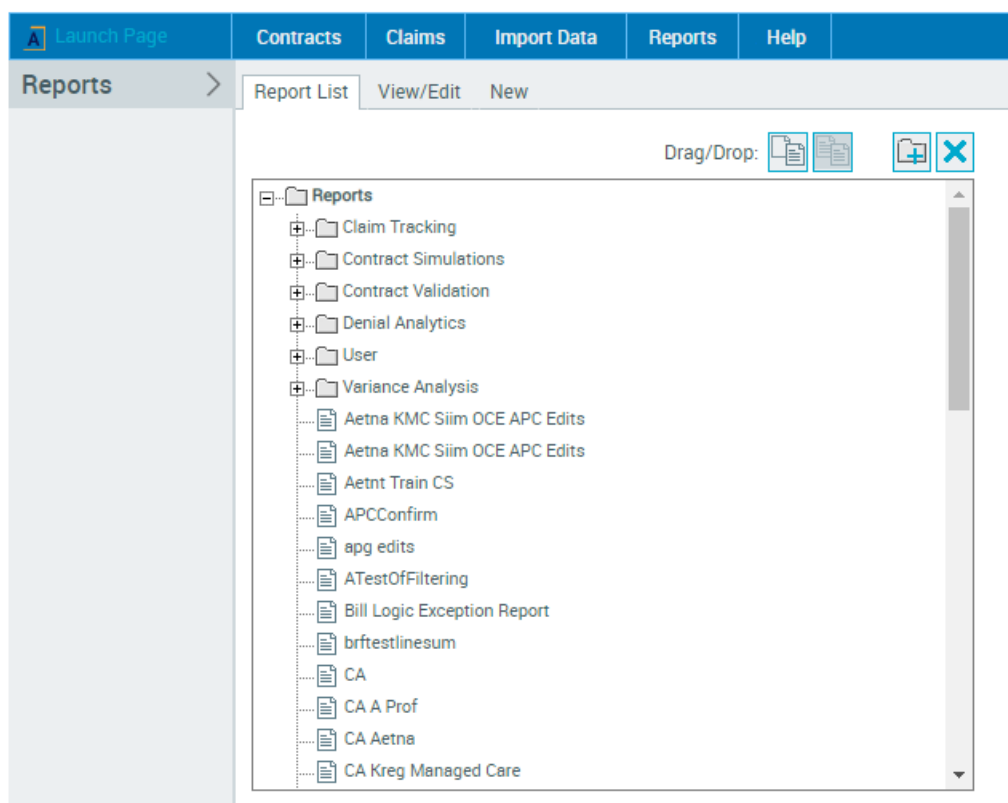 A Launch Page Contracts Claims Import Data Reports Help
Reports
Report List View/Edit New
Drag/Drop:
Reports
Claim Tracking
Contract Simulations
Contract Validation
Denial Analytics
User
Variance Analysis
Aetna KMC Siim OCE APC Edits
Aetna KMC Siim OCE APC Edits
Aetnt Train CS
APCConfirm
apg edits
ATestOfFiltering
Bill Logic Exception Report
brftestlinesum
CA
CA A Prof
CA Aetna
CA Kreg Managed Care